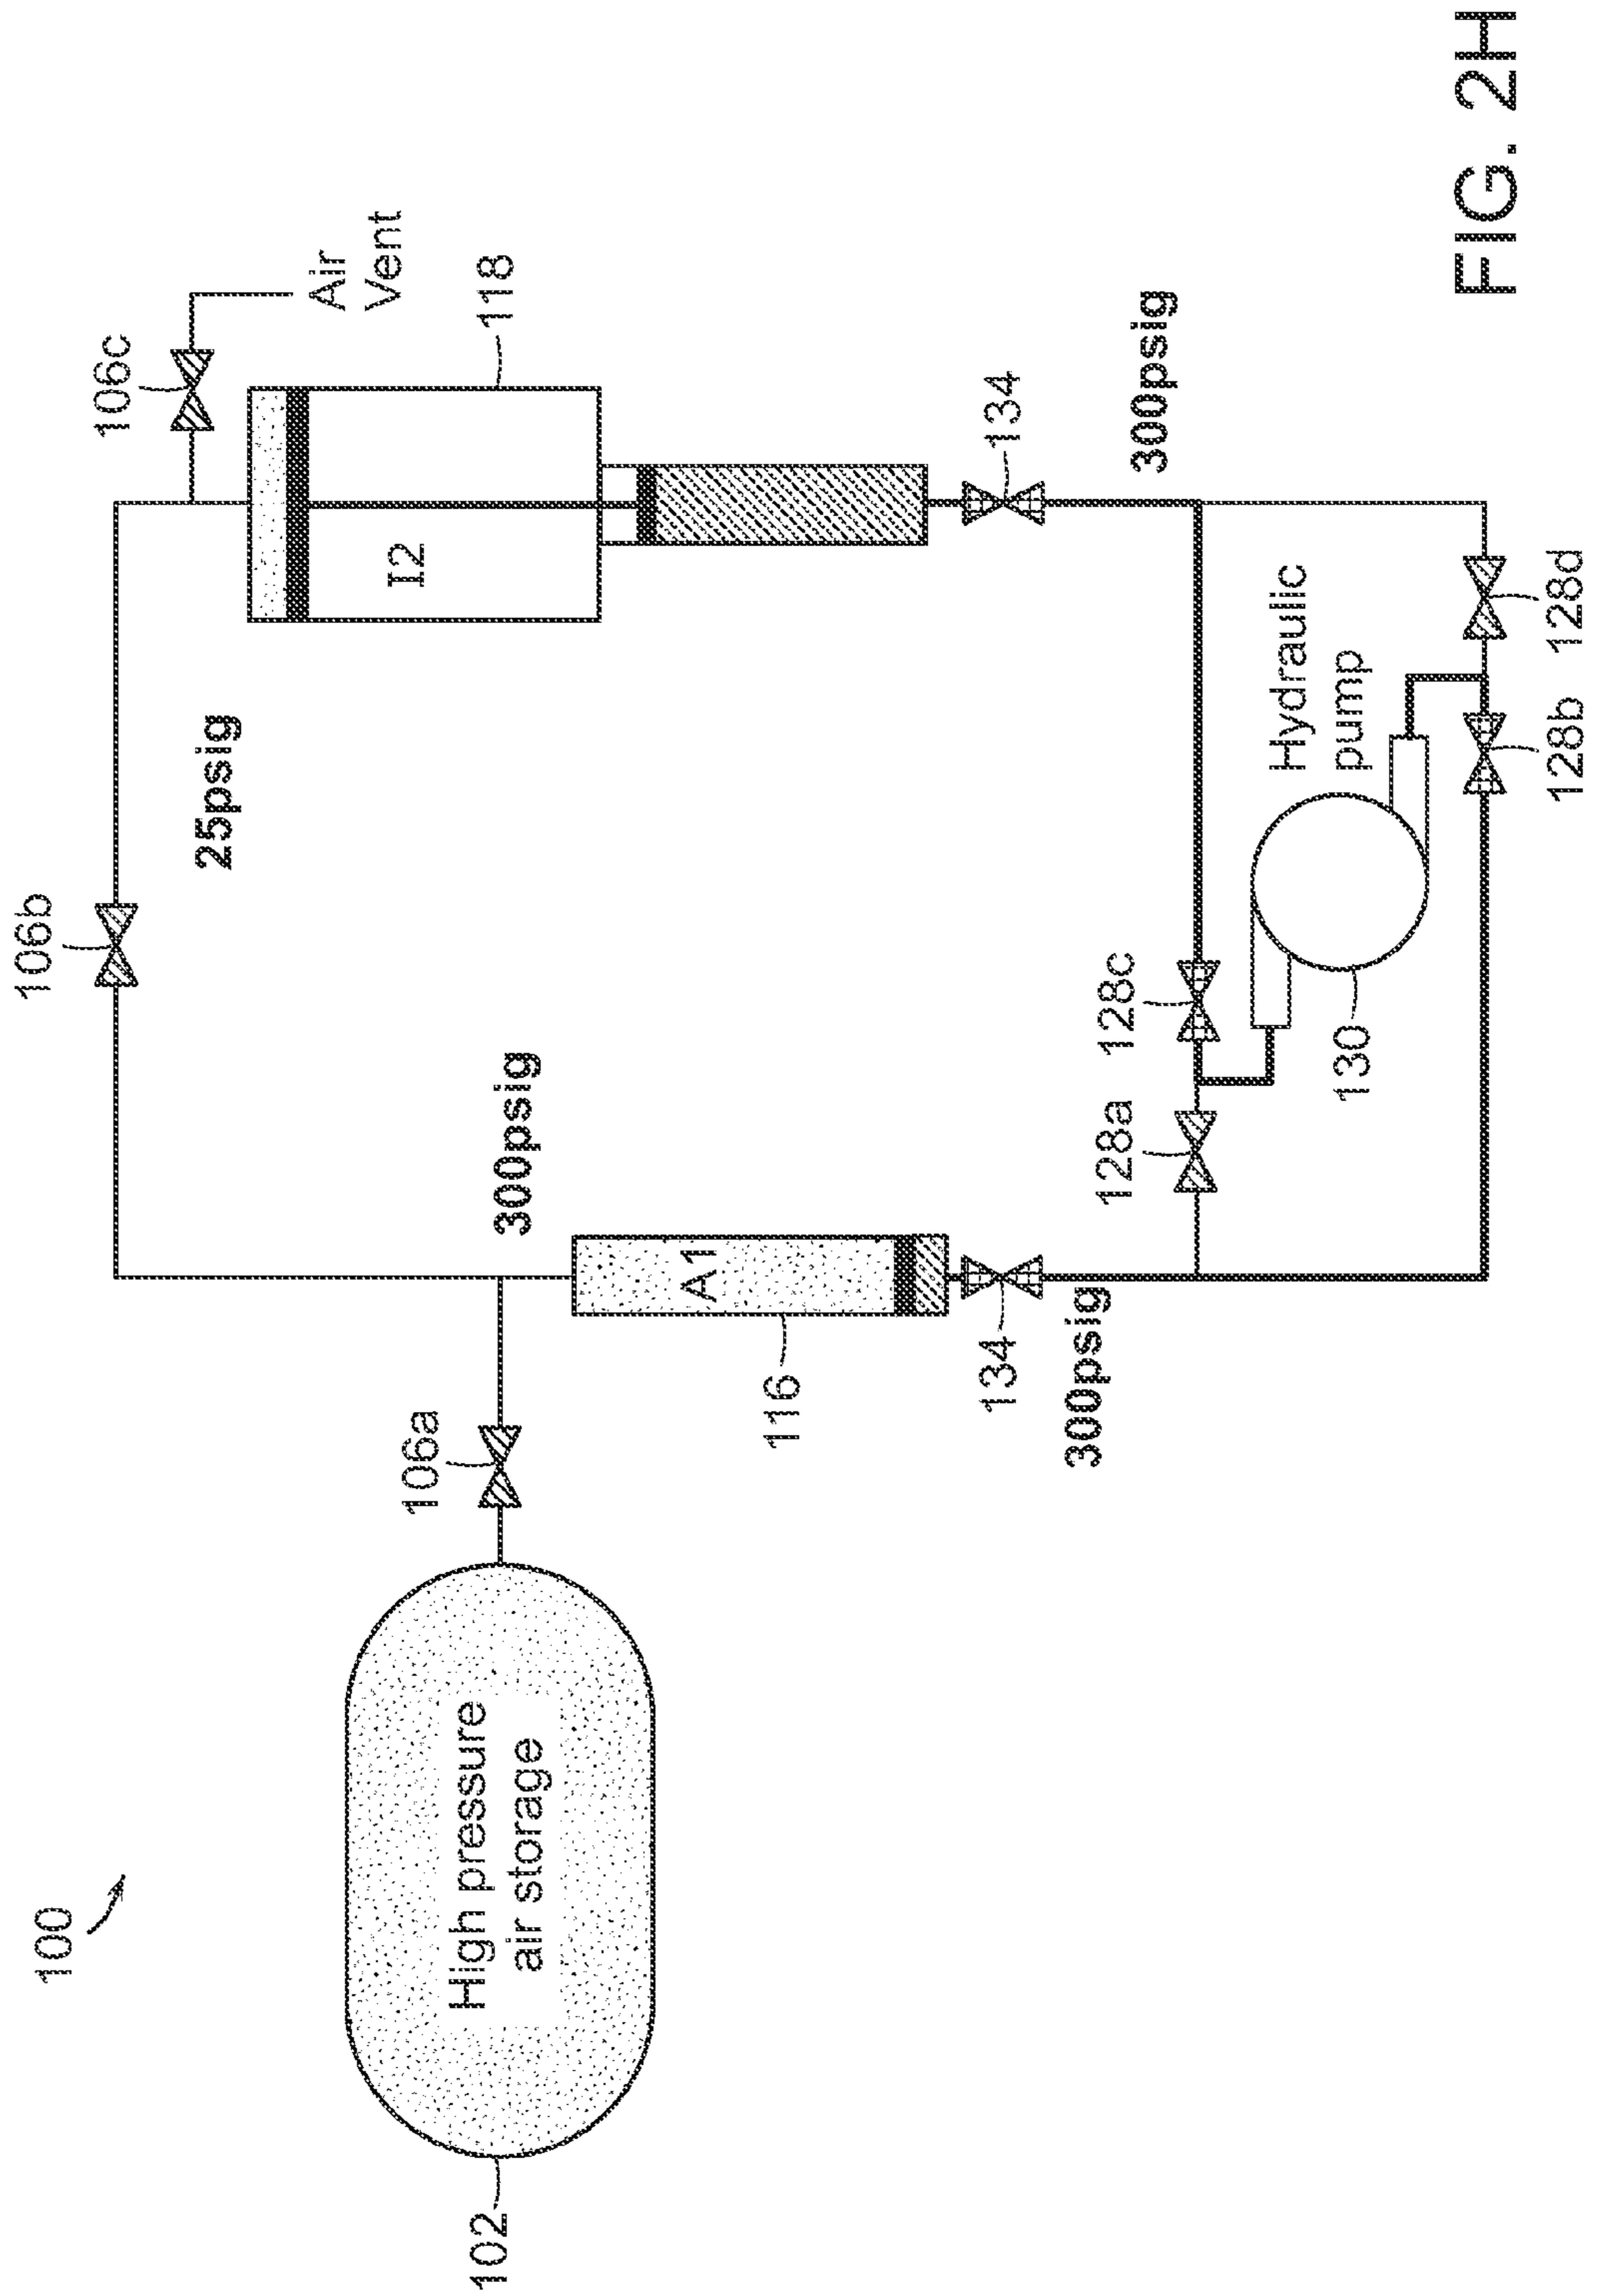 100
106b
106c
25psig
Air
Vent
106a
300psig
118
I2
102
High pressure
air storage
116
A1
134
134
300psig
300psig
128a
128c
Hydraulic
pump
130
128b
128d
FIG. 2H